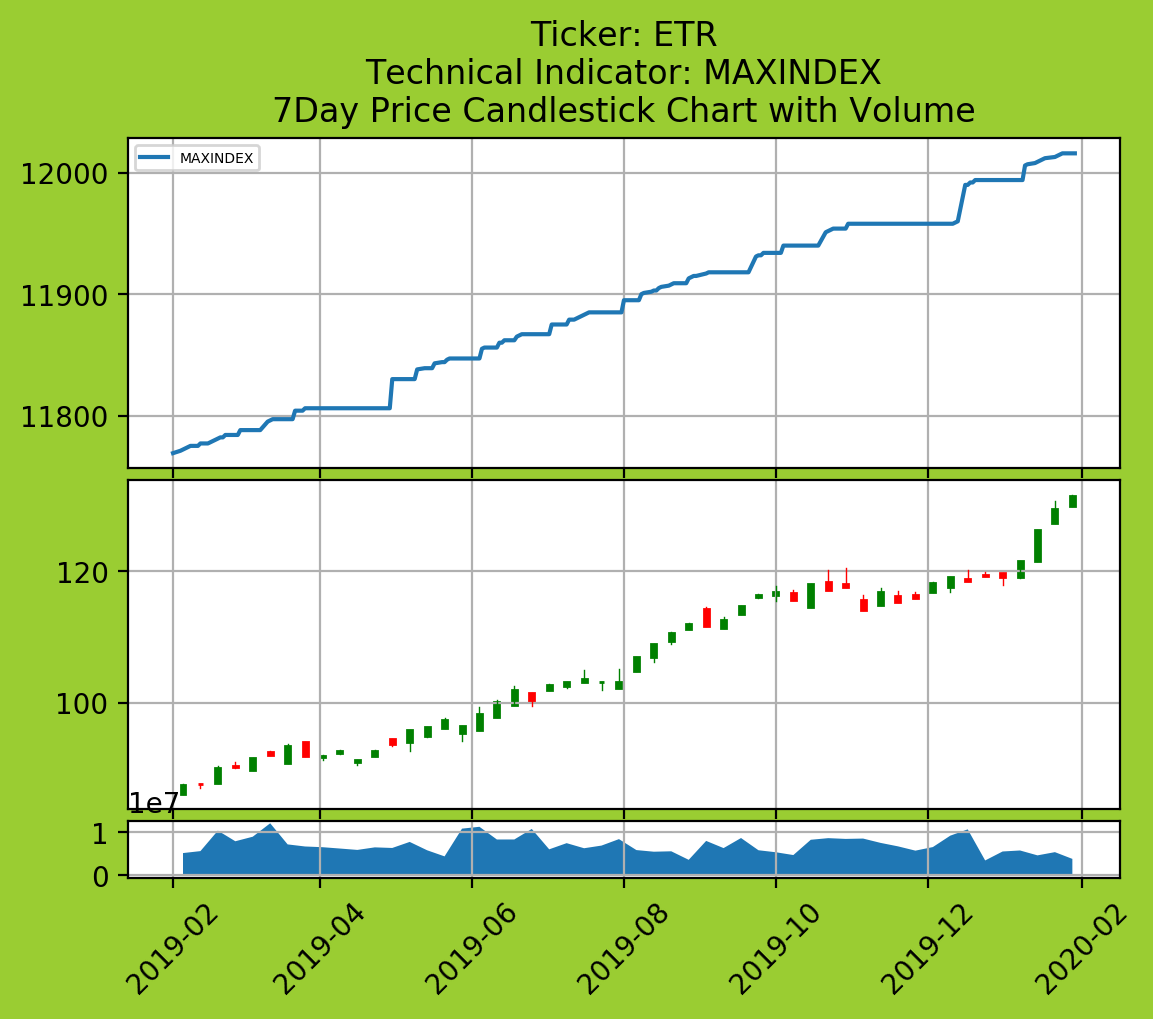 Ticker: ETR
Technical Indicator: MAXINDEX
7Day Price Candlestick Chart with Volume
MAXINDEX
12000
11900
11800
120
100
1e7
1
0
2019-02
2019-04
2019-06
2019-08
2019-10
2019-12
2020-02